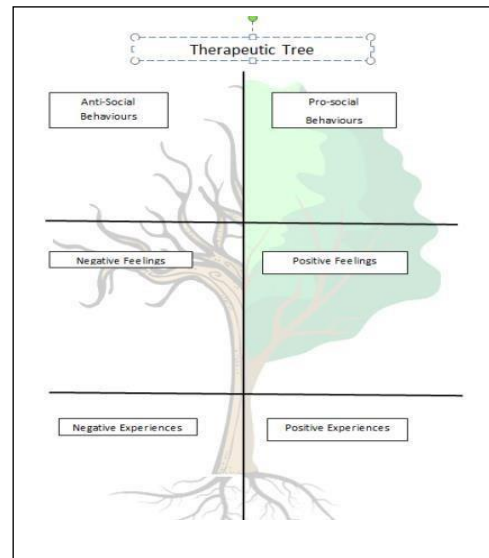 Therapeutic Tree
Anti-Social
Behaviours
Pro-social
Behaviours
Negative Feelings
Positive Feelings
Negative Experiences
Positive Experiences